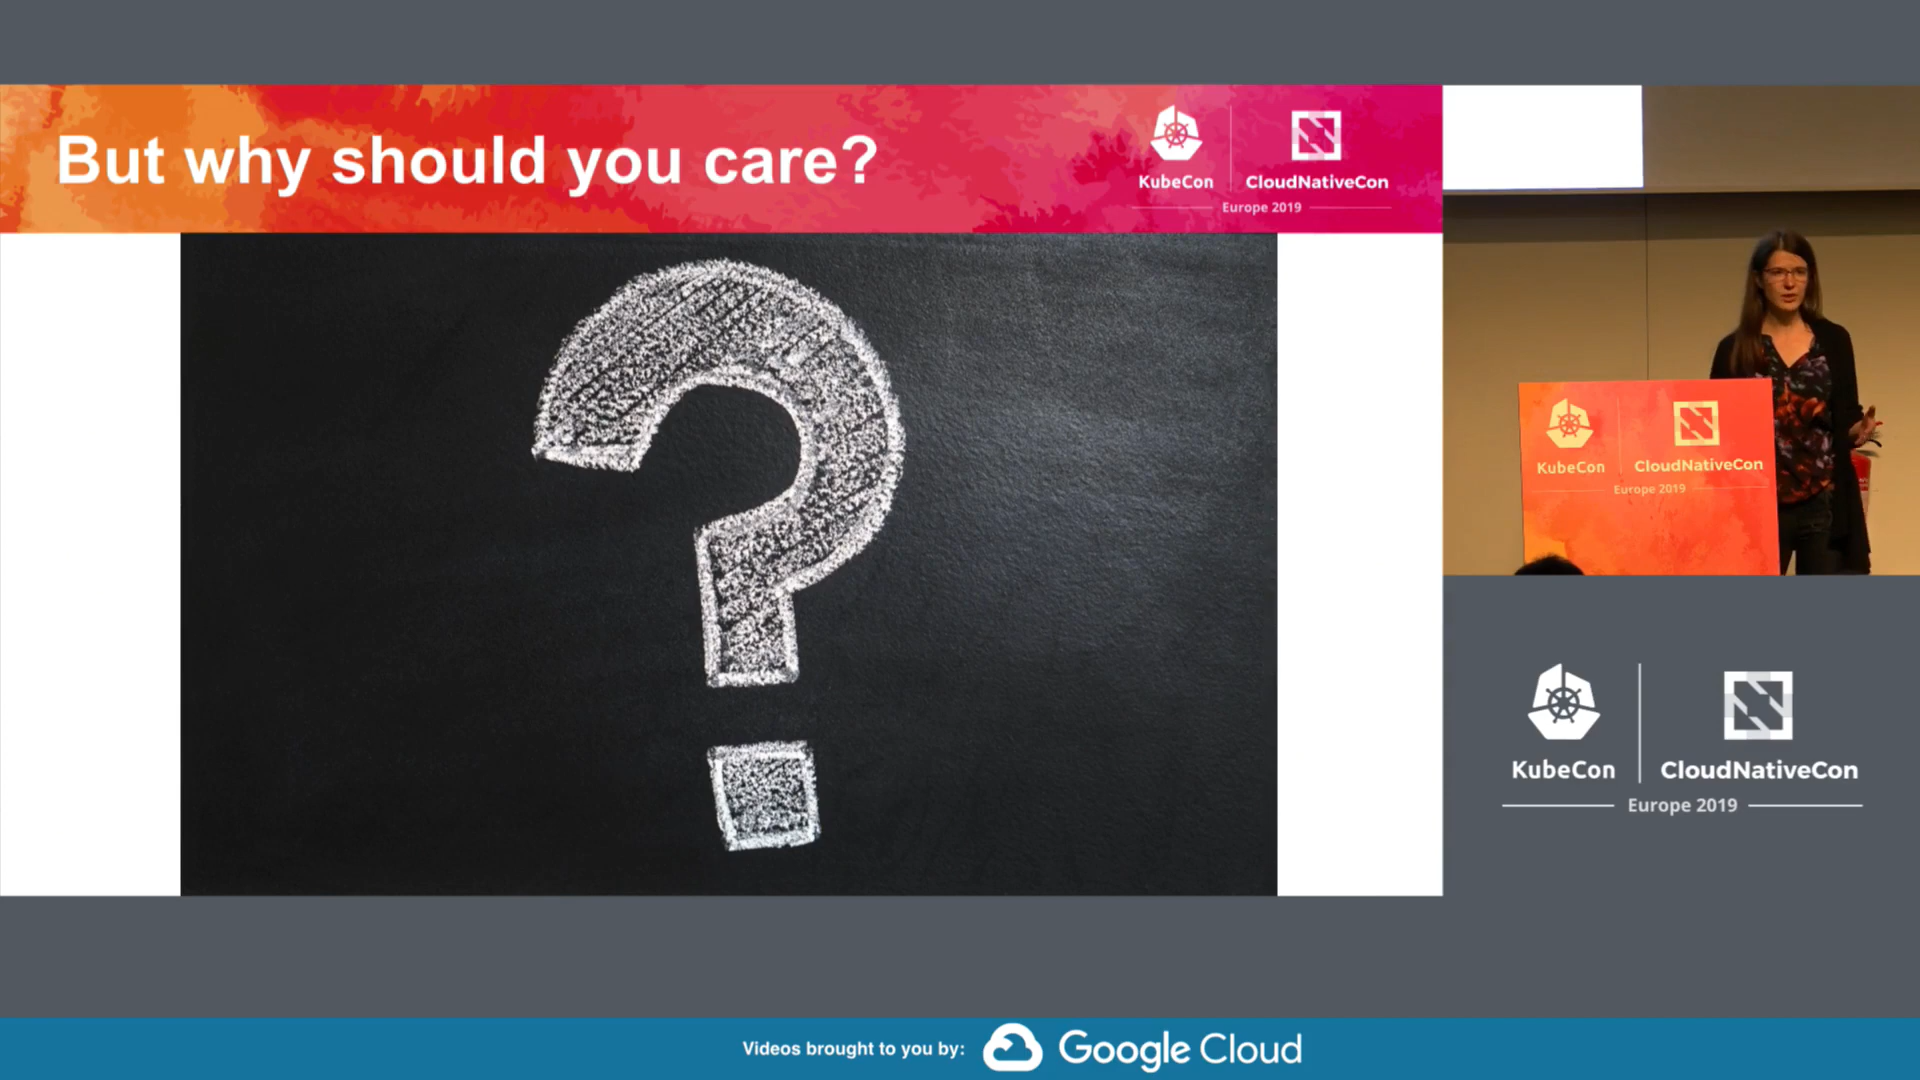 But why should you care?
KubeCon
CloudNativeCon
Europe 2019
KubeCon
CloudNativeCon
Europe 2019
KubeCon
CloudNativeCon
Europe 2019
Videos brought to you by:
Google Cloud